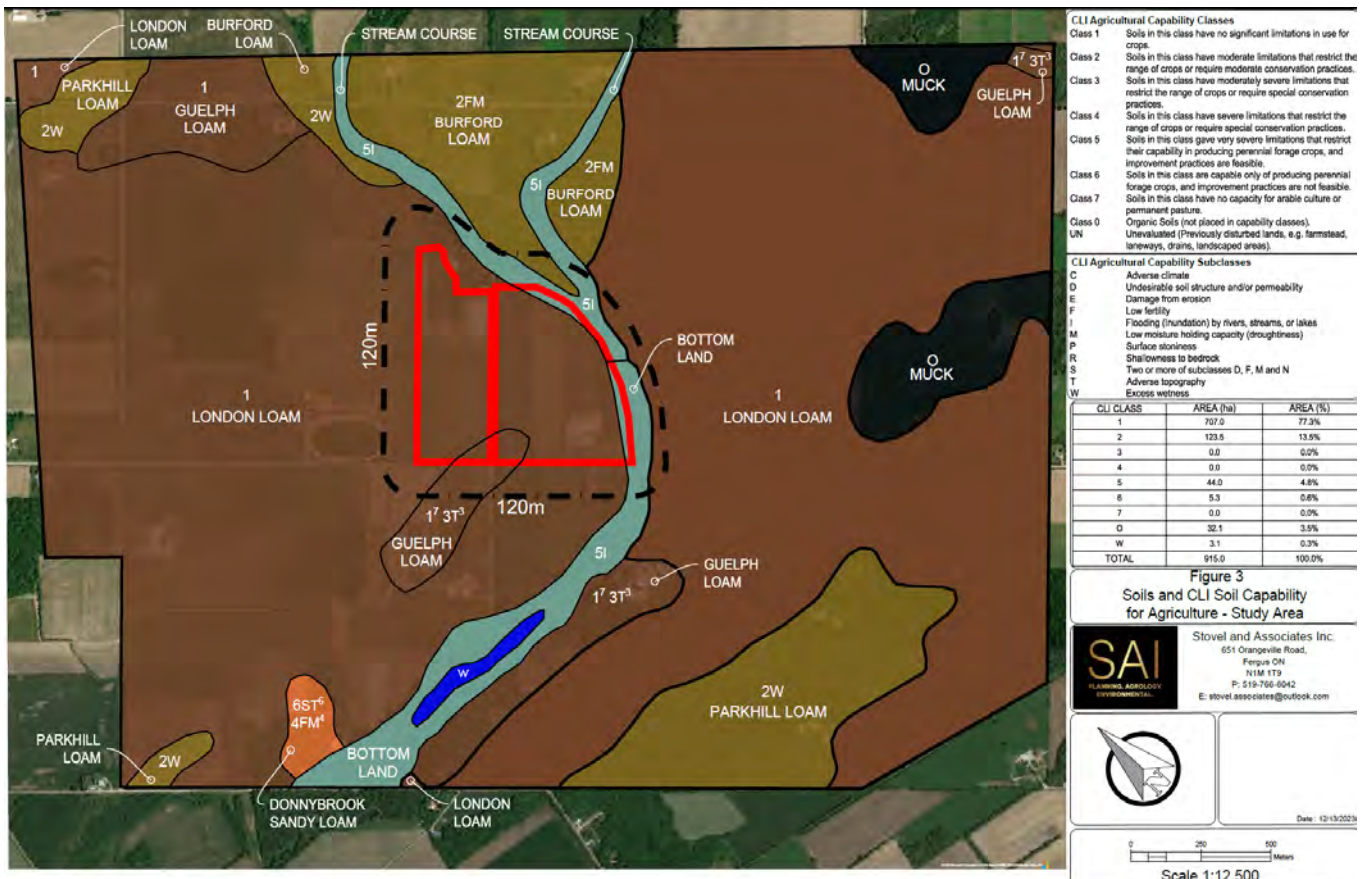 LONDON
LOAM
BURFORD
LOAM
STREAM COURSE
STREAM COURSE
1
PARKHILL
LOAM
2W
1
GUELPH
LOAM
2W
5I
2FM
BURFORD
LOAM
5I
2FM
BURFORD
LOAM
O
MUCK
1⁷ 3T³
GUELPH
LOAM
5I
120m
BOTTOM
LAND
O
MUCK
1
LONDON LOAM
1
LONDON LOAM
120m
1⁷ 3T³
GUELPH
LOAM
5I
GUELPH
LOAM
1⁷ 3T³
W
2W
PARKHILL LOAM
6ST⁶
4FM⁴
PARKHILL
LOAM
2W
BOTTOM
LAND
DONNYBROOK
SANDY LOAM
LONDON
LOAM
CLI Agricultural Capability Classes
Class 1 Soils in this class have no significant limitations in use for
crops.
Class 2 Soils in this class have moderate limitations that restrict the
range of crops or require moderate conservation practices.
Class 3 Soils in this class have moderately severe limitations that
restrict the range of crops or require special conservation
practices.
Class 4 Soils in this class have severe limitations that restrict the
range of crops or require special conservation practices.
Class 5 Soils in this class gave very severe limitations that restrict
their capability in producing perennial forage crops, and
improvement practices are feasible.
Class 6 Soils in this class are capable only of producing perennial
forage crops, and improvement practices are not feasible.
Class 7 Soils in this class have no capacity for arable culture or
permanent pasture.
Class 0 Organic Soils (not placed in capability classes).
UN Unevaluated (Previously disturbed lands, e.g. farmstead,
laneways, drains, landscaped areas).
CLI Agricultural Capability Subclasses
C Adverse climate
D Undesirable soil structure and/or permeability
E Damage from erosion
F Low fertility
I Flooding (inundation) by rivers, streams, or lakes
M Low moisture holding capacity (droughtiness)
P Surface stoniness
R Shallowness to bedrock
S Two or more of subclasses D, F, M and N
T Adverse topography
W Excess wetness
CLI CLASS AREA (ha) AREA (%)
1 707.0 77.3%
2 123.5 13.5%
3 0.0 0.0%
4 0.0 0.0%
5 44.0 4.8%
6 5.3 0.6%
7 0.0 0.0%
O 32.1 3.5%
W 3.1 0.3%
TOTAL 915.0 100.0%
Figure 3
Soils and CLI Soil Capability
for Agriculture - Study Area
SAI
PLANNING. AGROLOGY
ENVIRONMENTAL.
Stovel and Associates Inc.
651 Orangeville Road,
Fergus ON
N1M 1T9
P: 519-766-8042
E: stovel.associates@outlook.com
Date : 12/13/2023
0 250 500
Meters
Scale 1:12,500